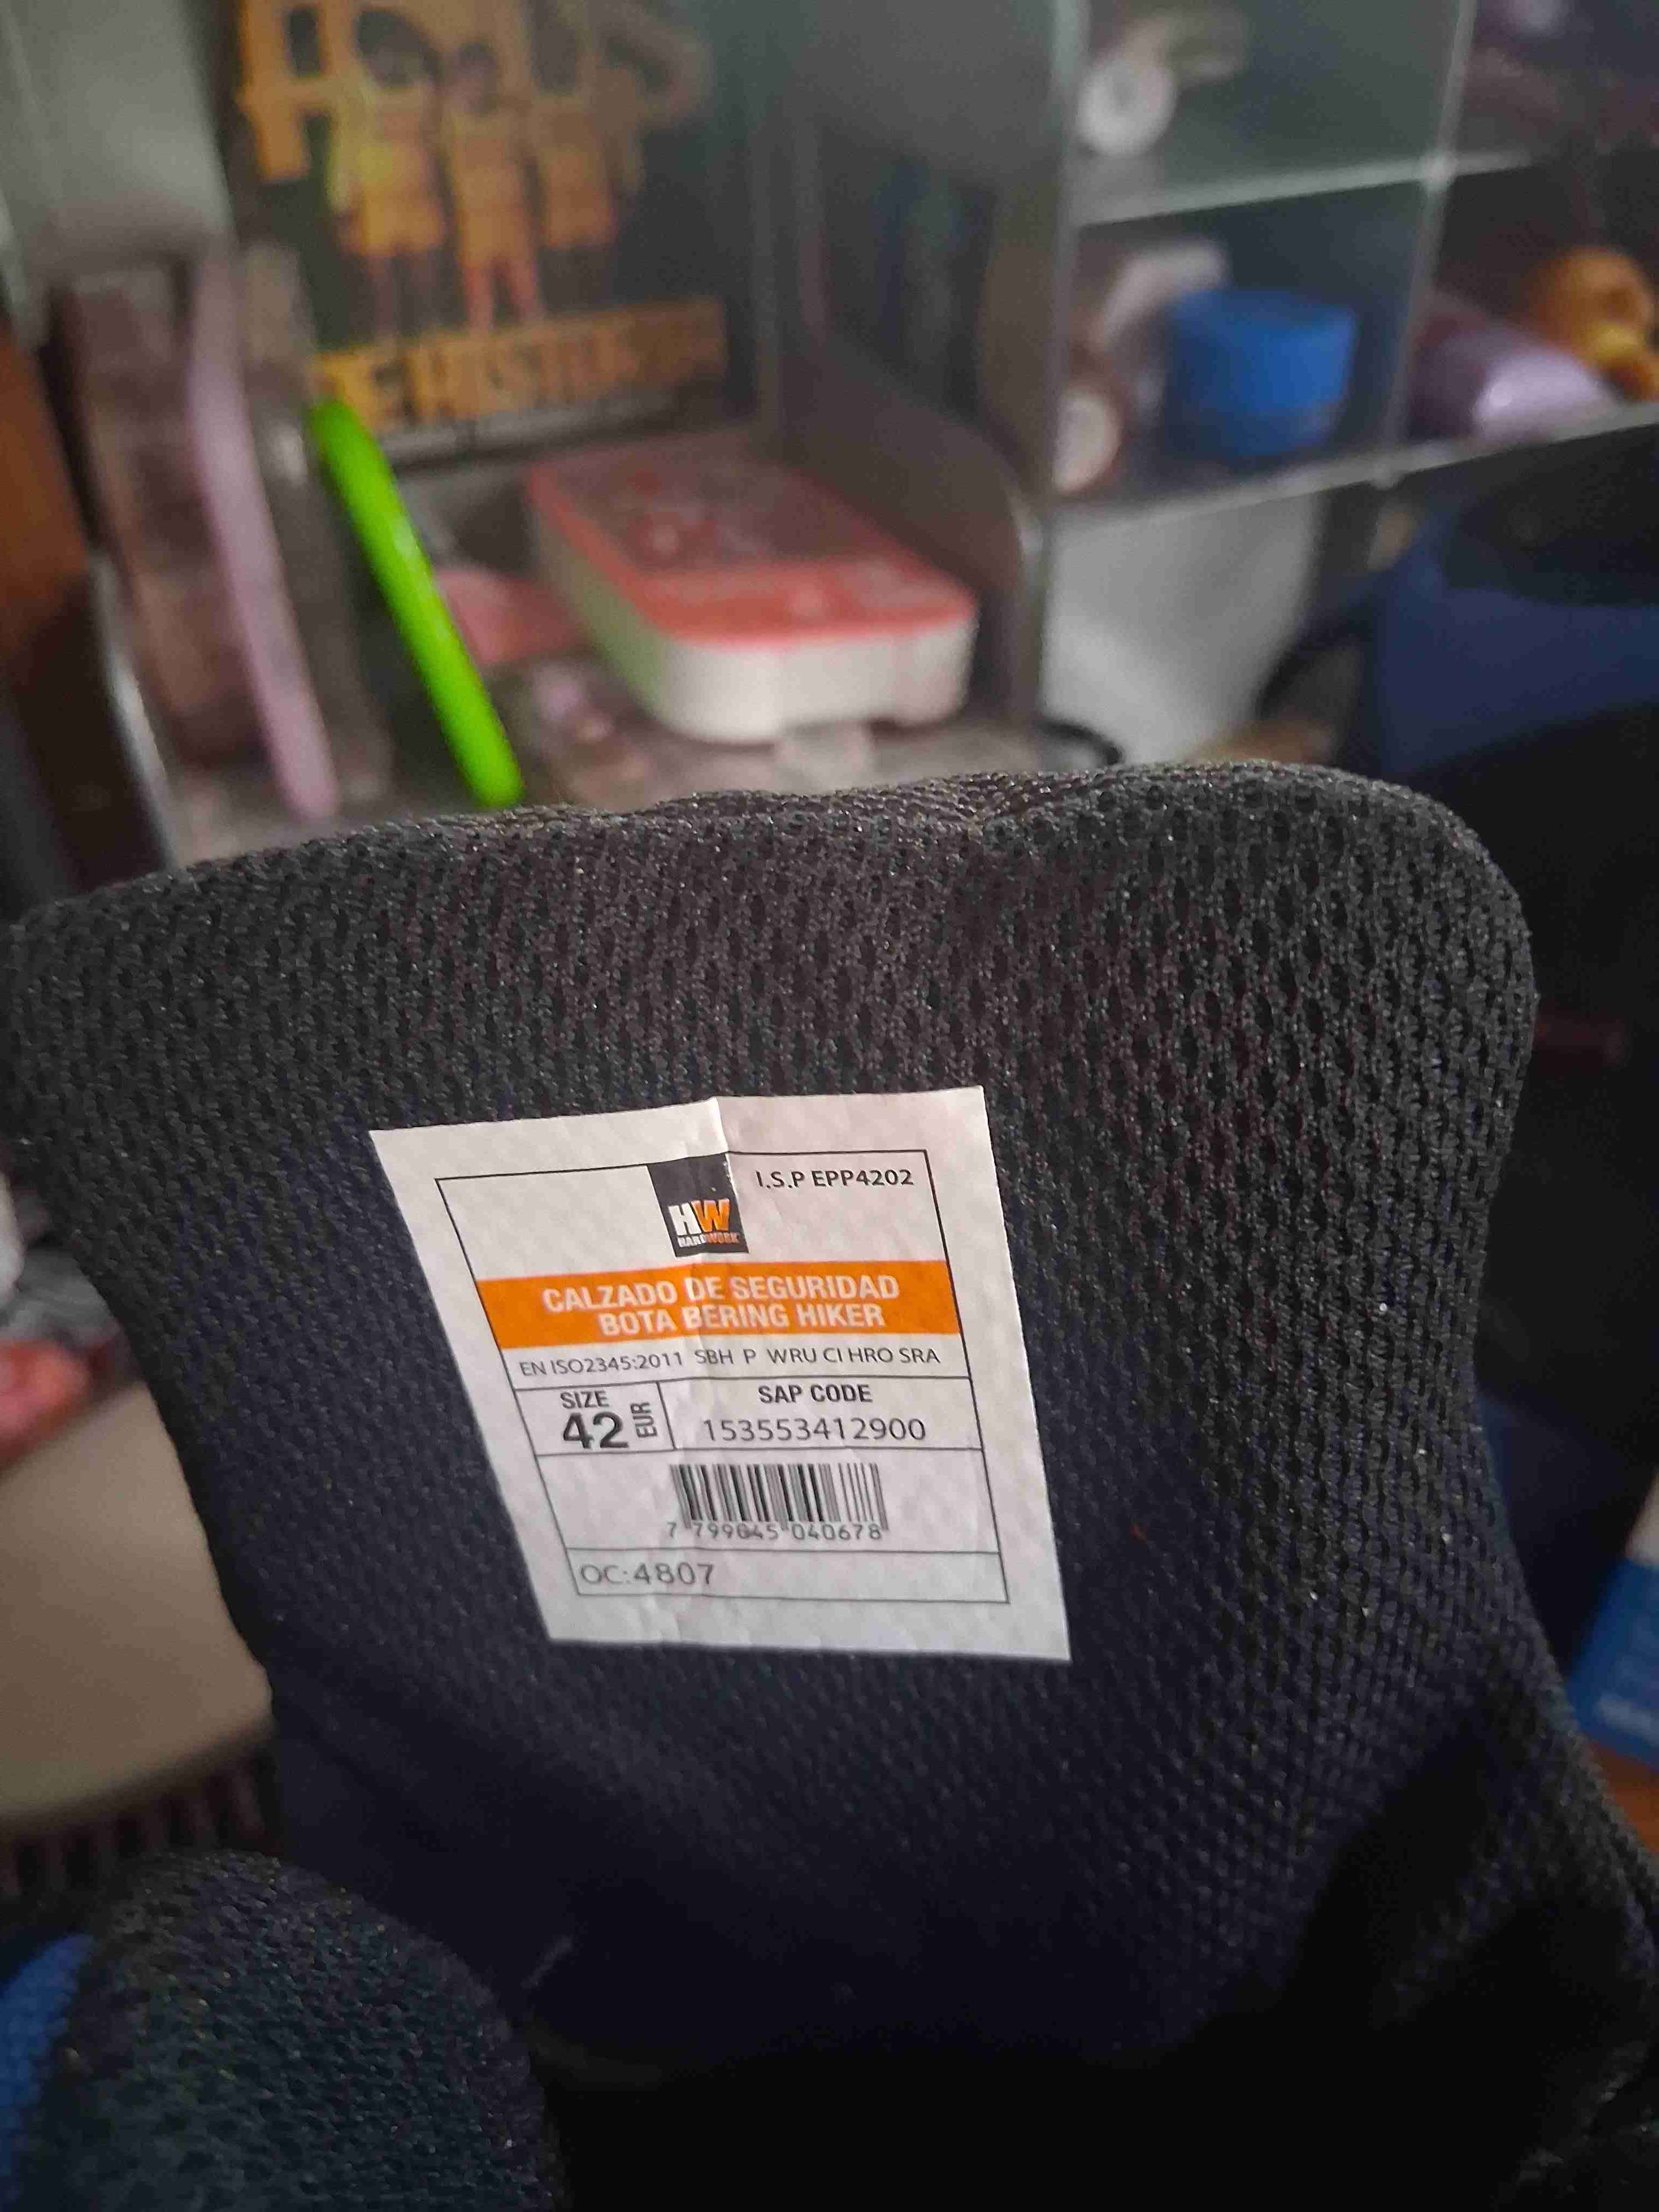 I.S.P EPP4202
HW
HARDWORK
CALZADO DE SEGURIDAD
BOTA BERING HIKER
EN ISO2345:2011 SBH P WRU CI HRO SRA
SIZE
42 EUR
SAP CODE
153553412900
7 799045 040678
OC:4807